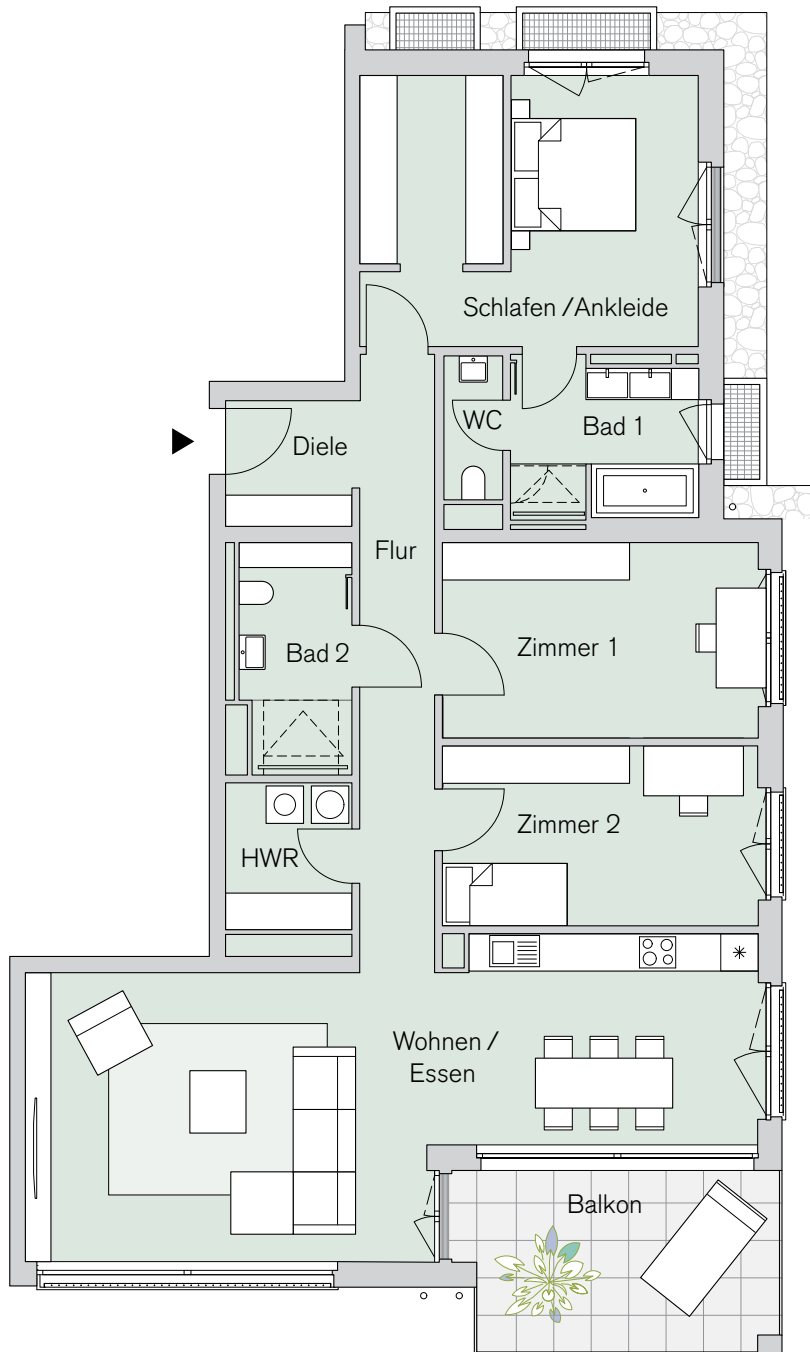 Schlafen /Ankleide
WC
Bad 1
Diele
Flur
Bad 2
Zimmer 1
Zimmer 2
HWR
Wohnen /
Essen
Balkon